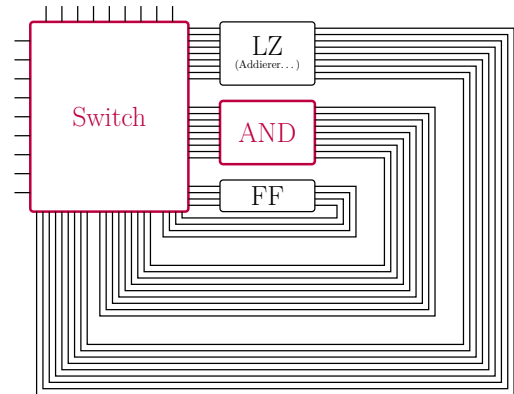 LZ
(Addierer...)
Switch
AND
FF